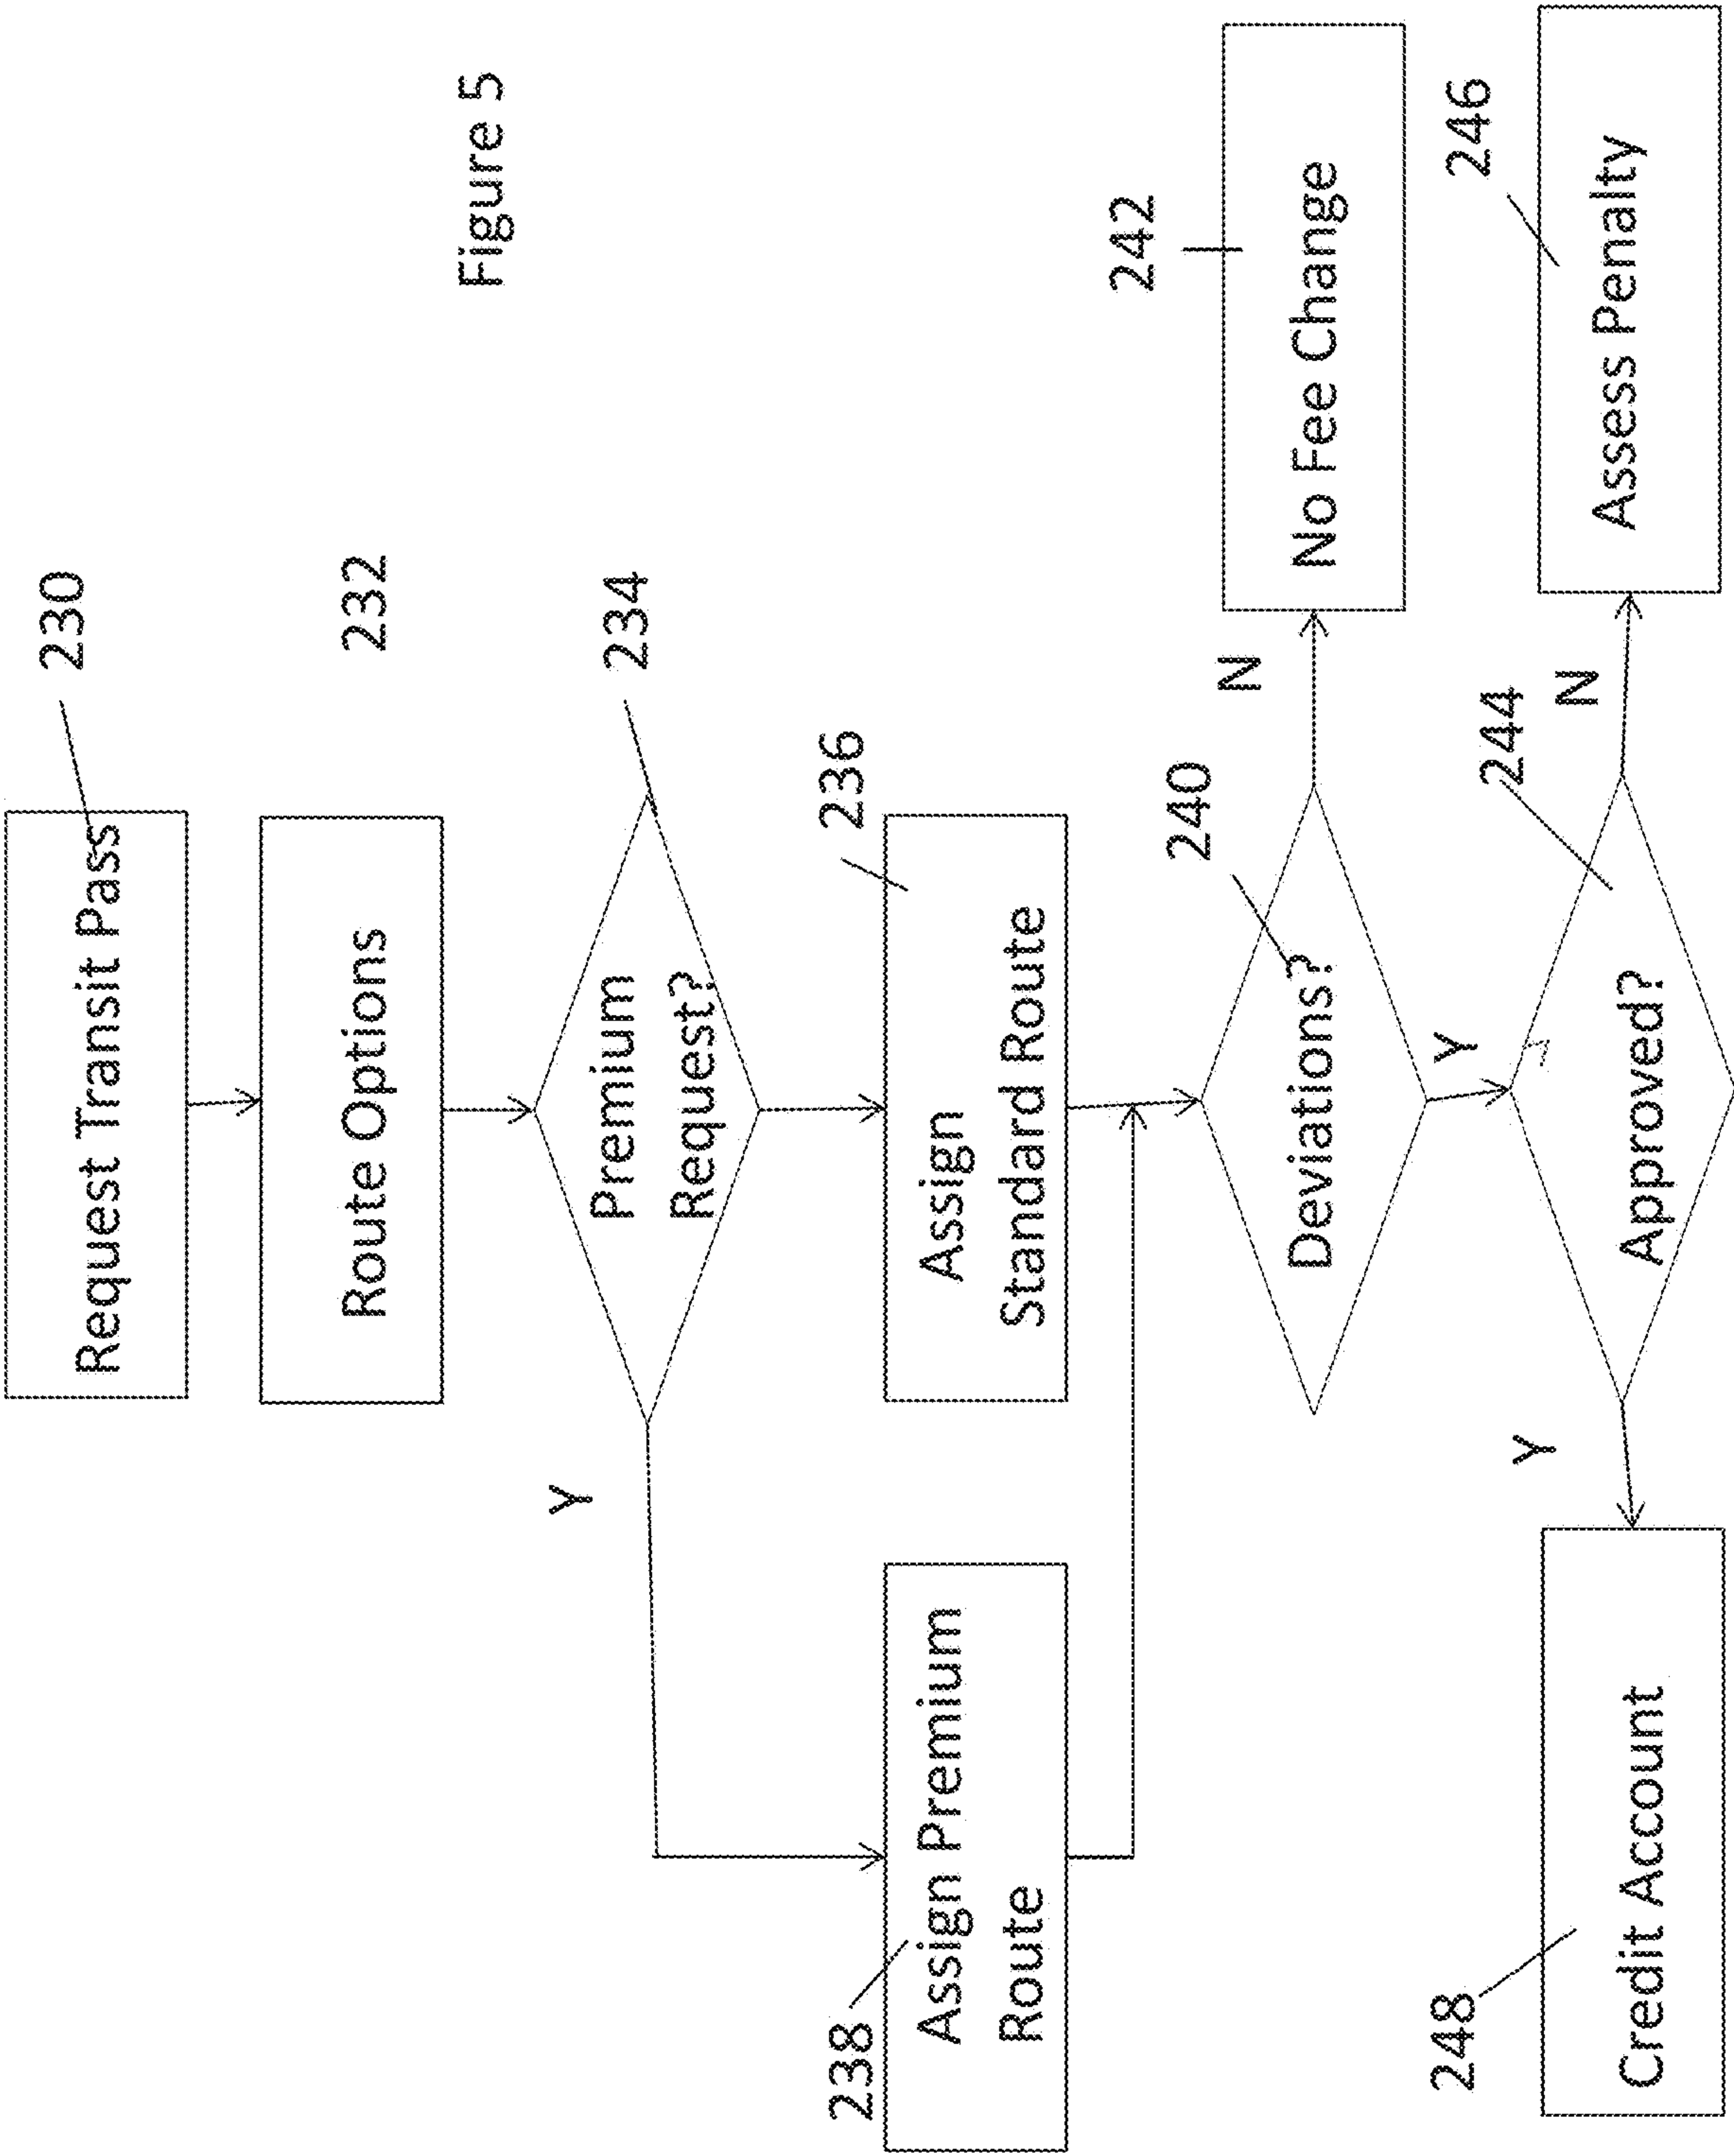 Figure 5
230
Request Transit Pass
232
Route Options
234
Premium
Request?
Y
236
Assign
Standard Route
238
Assign Premium
Route
240
Deviations?
N
242
No Fee Change
Y
244
Approved?
N
246
Assess Penalty
Y
248
Credit Account